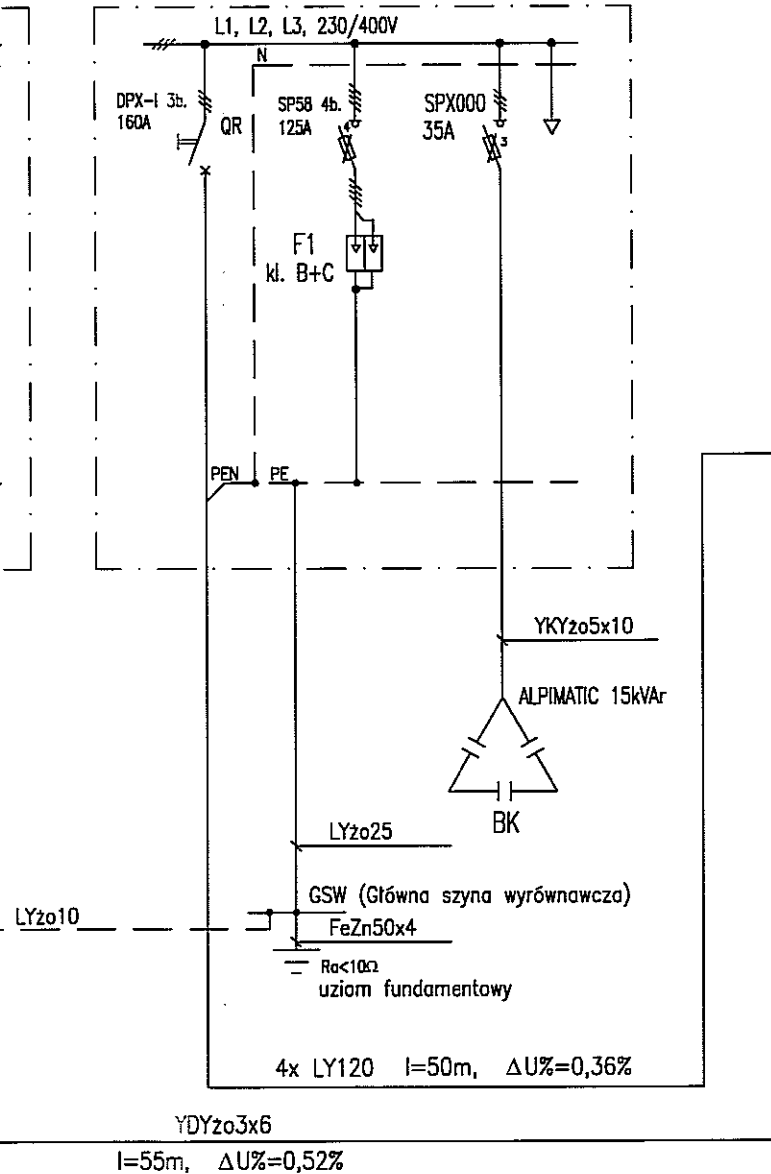 L1, L2, L3, 230/400V
N
DPX-I 3b.
160A
QR
SP58 4b.
125A
SPX000
35A
3
F1
kl. B+C
PEN
PE
YKYżo5x10
ALPIMATIC 15kVAr
BK
LYżo25
GSW (Główna szyna wyrównawcza)
LYżo10
FeZn50x4
Ra<10Ω
uziom fundamentowy
4x LY120 l=50m, ΔU%=0,36%
YDYżo3x6
l=55m, ΔU%=0,52%